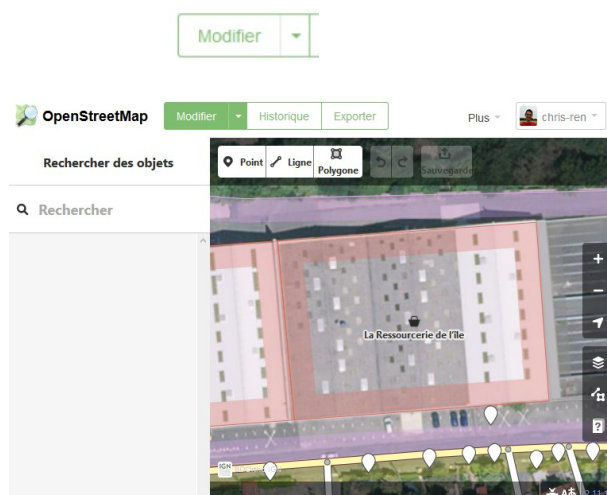 Modifier
OpenStreetMap Modifier Historique Exporter Plus chris-ren
Rechercher des objets
Point Ligne Polygone Sauvegarder
Rechercher
La Ressourcerie de l'île
IGN